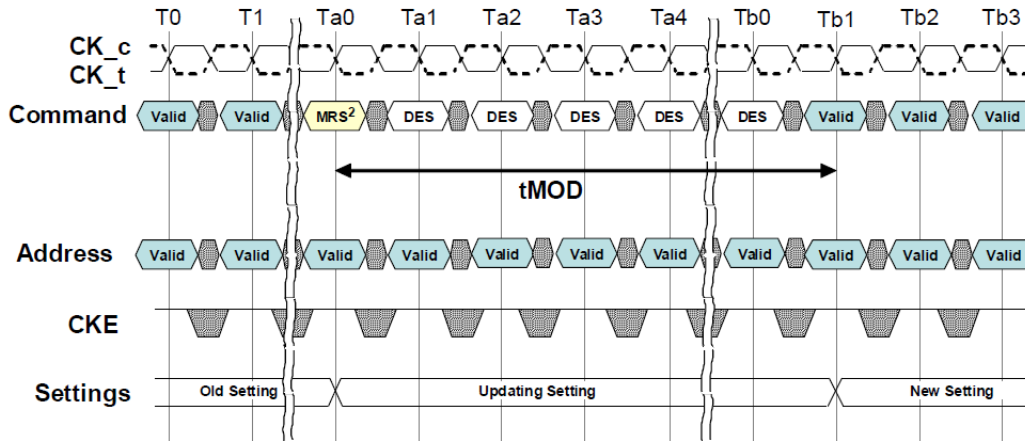 T0 T1 Ta0 Ta1 Ta2 Ta3 Ta4 Tb0 Tb1 Tb2 Tb3
CK_c
CK_t
Command Valid Valid MRS² DES DES DES DES DES Valid Valid Valid
tMOD
Address Valid Valid Valid Valid Valid Valid Valid Valid Valid Valid Valid
CKE
Settings Old Setting Updating Setting New Setting